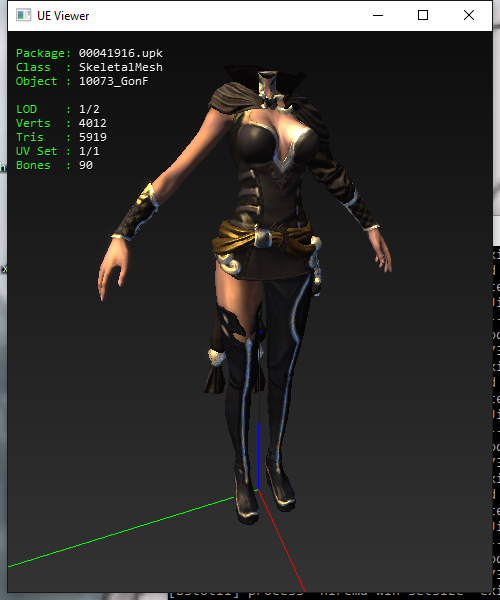 UE Viewer
Package: 00041916.upk
Class  : SkeletalMesh
Object : 10073_GonF
LOD    : 1/2
Verts  : 4012
Tris   : 5919
UV Set : 1/1
Bones  : 90